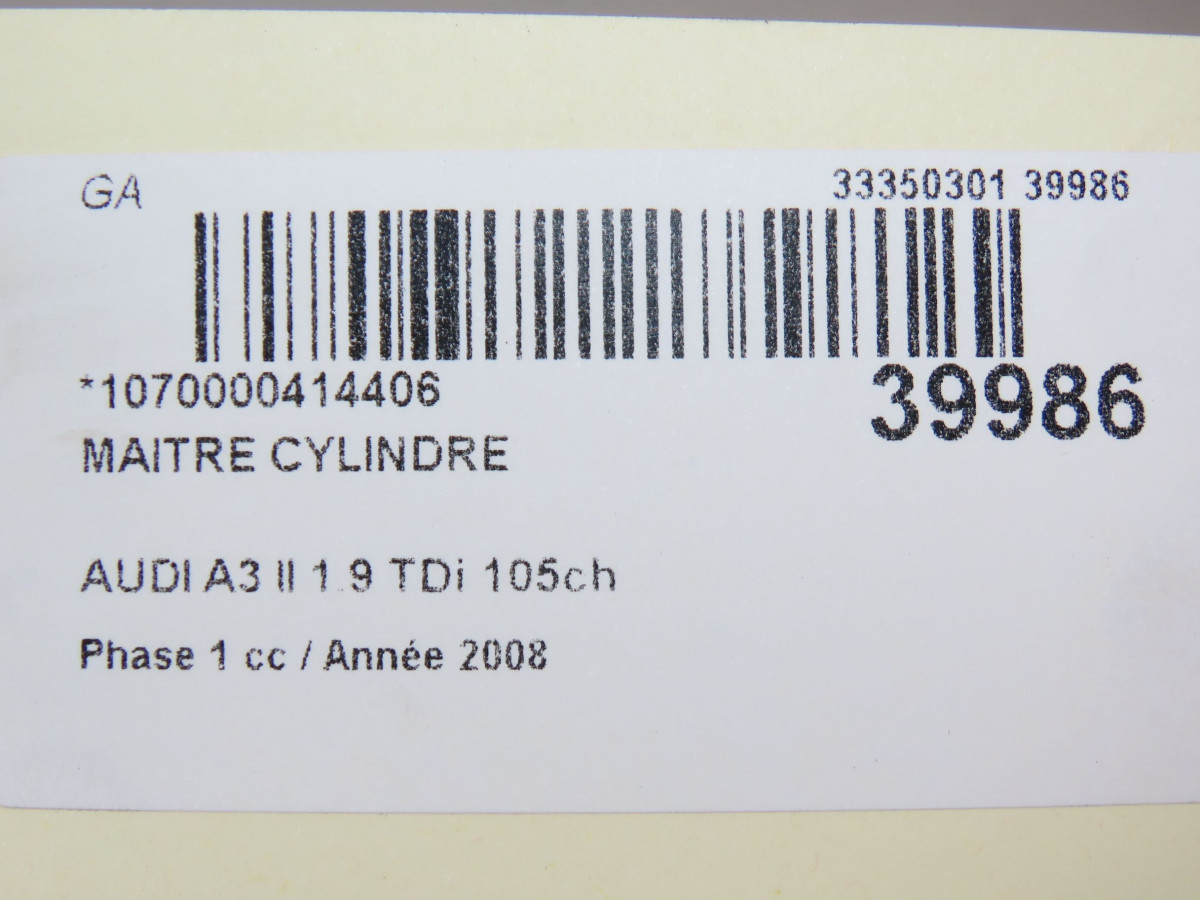 GA
33350301 39986
*1070000414406
39986
MAITRE CYLINDRE
AUDI A3 II 1.9 TDi 105ch
Phase 1 cc / Année 2008